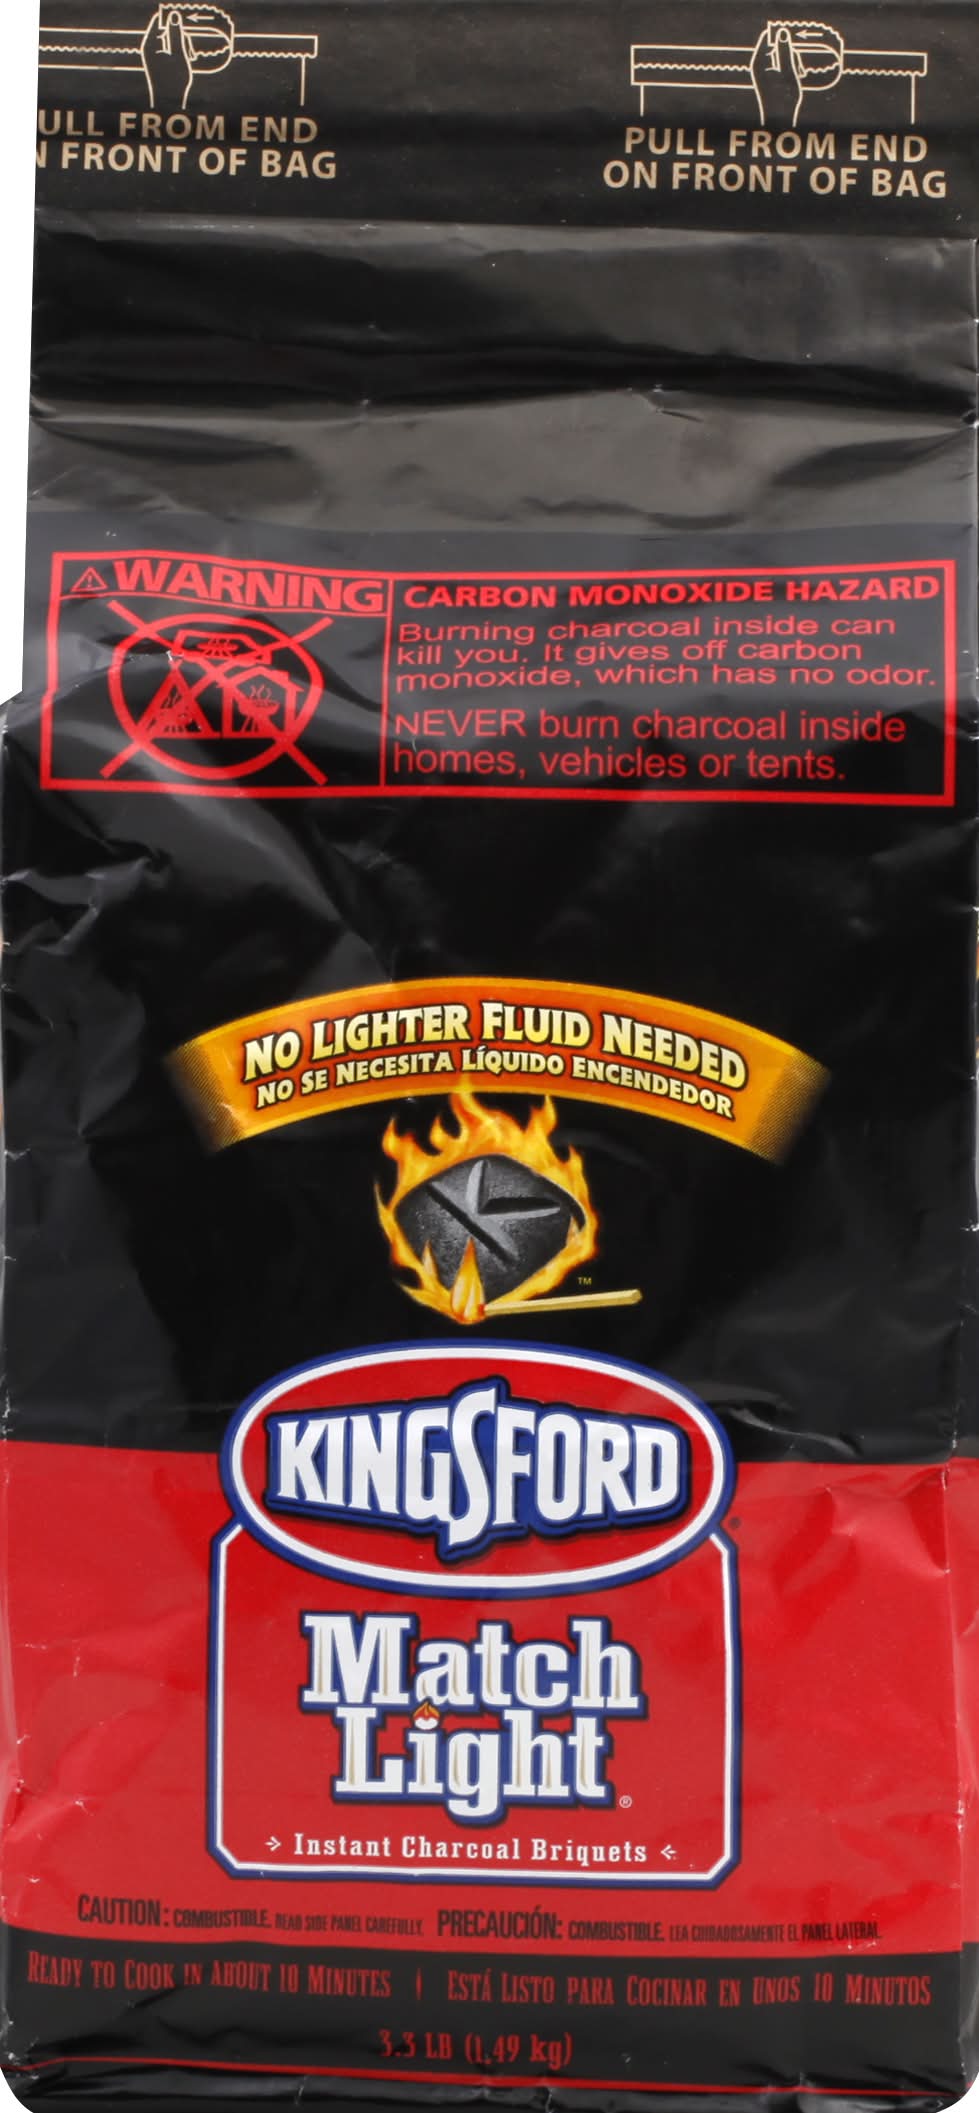 ULL FROM END
N FRONT OF BAG
PULL FROM END
ON FRONT OF BAG
WARNING
CARBON MONOXIDE HAZARD
Burning charcoal inside can
kill you. It gives off carbon
monoxide, which has no odor.
NEVER burn charcoal inside
homes, vehicles or tents.
NO LIGHTER FLUID NEEDED
NO SE NECESITA LÍQUIDO ENCENDEDOR
K
TM
KINGSFORD®
Match
Light®
Instant Charcoal Briquets
CAUTION: COMBUSTIBLE. READ SIDE PANEL CAREFULLY. PRECAUCIÓN: COMBUSTIBLE. LEA CUIDADOSAMENTE EL PANEL LATERAL.
READY TO COOK IN ABOUT 10 MINUTES | ESTÁ LISTO PARA COCINAR EN UNOS 10 MINUTOS
3.3 LB (1.49 kg)